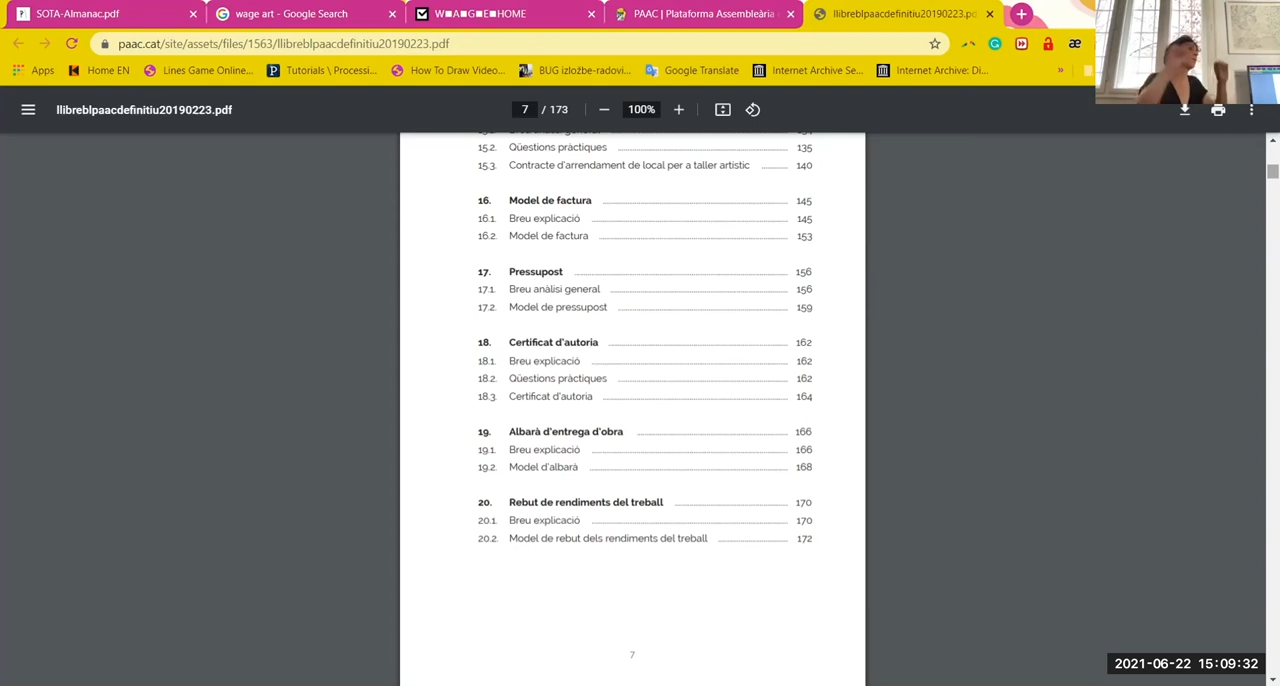 SOTA-Almanac.pdf
wage art - Google Search
W■A■G■E■HOME
PAAC | Plataforma Assembleària
llibreblpaacdefinitiu20190223.pd
paac.cat/site/assets/files/1563/llibreblpaacdefinitiu20190223.pdf
Apps
Home EN
Lines Game Online...
Tutorials \ Processi...
How To Draw Video...
BUG izložbe-radovi...
Google Translate
Internet Archive Se...
Internet Archive: Di...
»
llibreblpaacdefinitiu20190223.pdf
7 / 173
100%
15.2. Qüestions pràctiques 135
15.3. Contracte d'arrendament de local per a taller artístic 140
16. Model de factura 145
16.1. Breu explicació 145
16.2. Model de factura 153
17. Pressupost 156
17.1. Breu anàlisi general 156
17.2. Model de pressupost 159
18. Certificat d'autoria 162
18.1. Breu explicació 162
18.2. Qüestions pràctiques 162
18.3. Certificat d'autoria 164
19. Albarà d'entrega d'obra 166
19.1. Breu explicació 166
19.2. Model d'albarà 168
20. Rebut de rendiments del treball 170
20.1. Breu explicació 170
20.2. Model de rebut dels rendiments del treball 172
7
2021-06-22 15:09:32